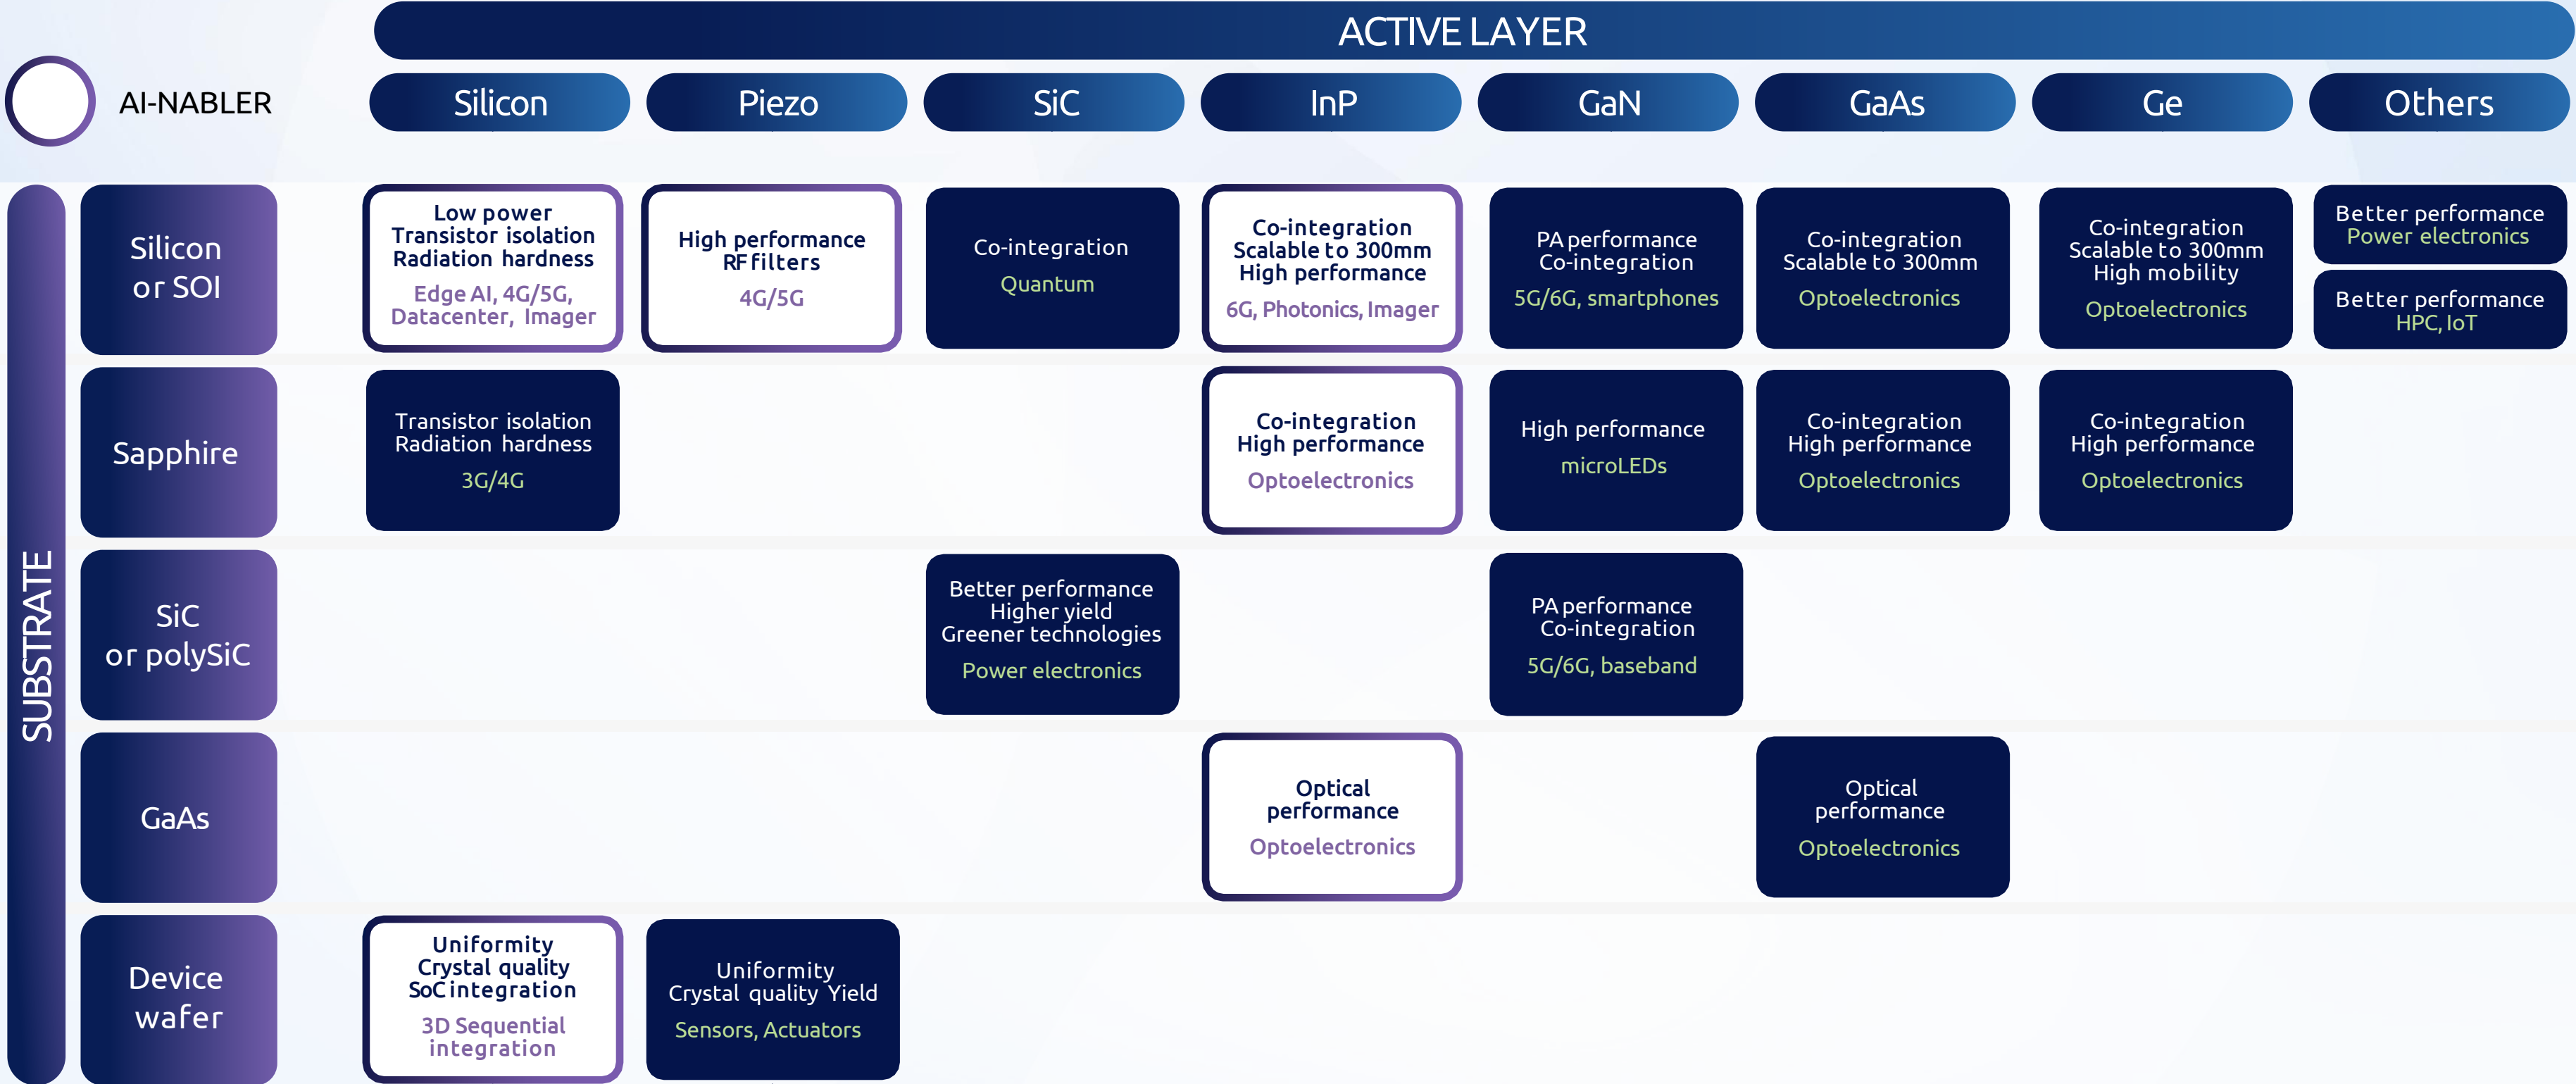 ACTIVE LAYER
AI-NABLER
Silicon
Piezo
SiC
InP
GaN
GaAs
Ge
Others
SUBSTRATE
Silicon
or SOI
Low power
Transistor isolation
Radiation hardness
Edge AI, 4G/5G,
Datacenter, Imager
High performance
RF filters
4G/5G
Co-integration
Quantum
Co-integration
Scalable to 300mm
High performance
6G, Photonics, Imager
PA performance
Co-integration
5G/6G, smartphones
Co-integration
Scalable to 300mm
Optoelectronics
Co-integration
Scalable to 300mm
High mobility
Optoelectronics
Better performance
Power electronics
Better performance
HPC, IoT
Sapphire
Transistor isolation
Radiation hardness
3G/4G
Co-integration
High performance
Optoelectronics
High performance
microLEDs
Co-integration
High performance
Optoelectronics
Co-integration
High performance
Optoelectronics
SiC
or polySiC
Better performance
Higher yield
Greener technologies
Power electronics
PA performance
Co-integration
5G/6G, baseband
GaAs
Optical
performance
Optoelectronics
Optical
performance
Optoelectronics
Device
wafer
Uniformity
Crystal quality
SoC integration
3D Sequential
integration
Uniformity
Crystal quality Yield
Sensors, Actuators